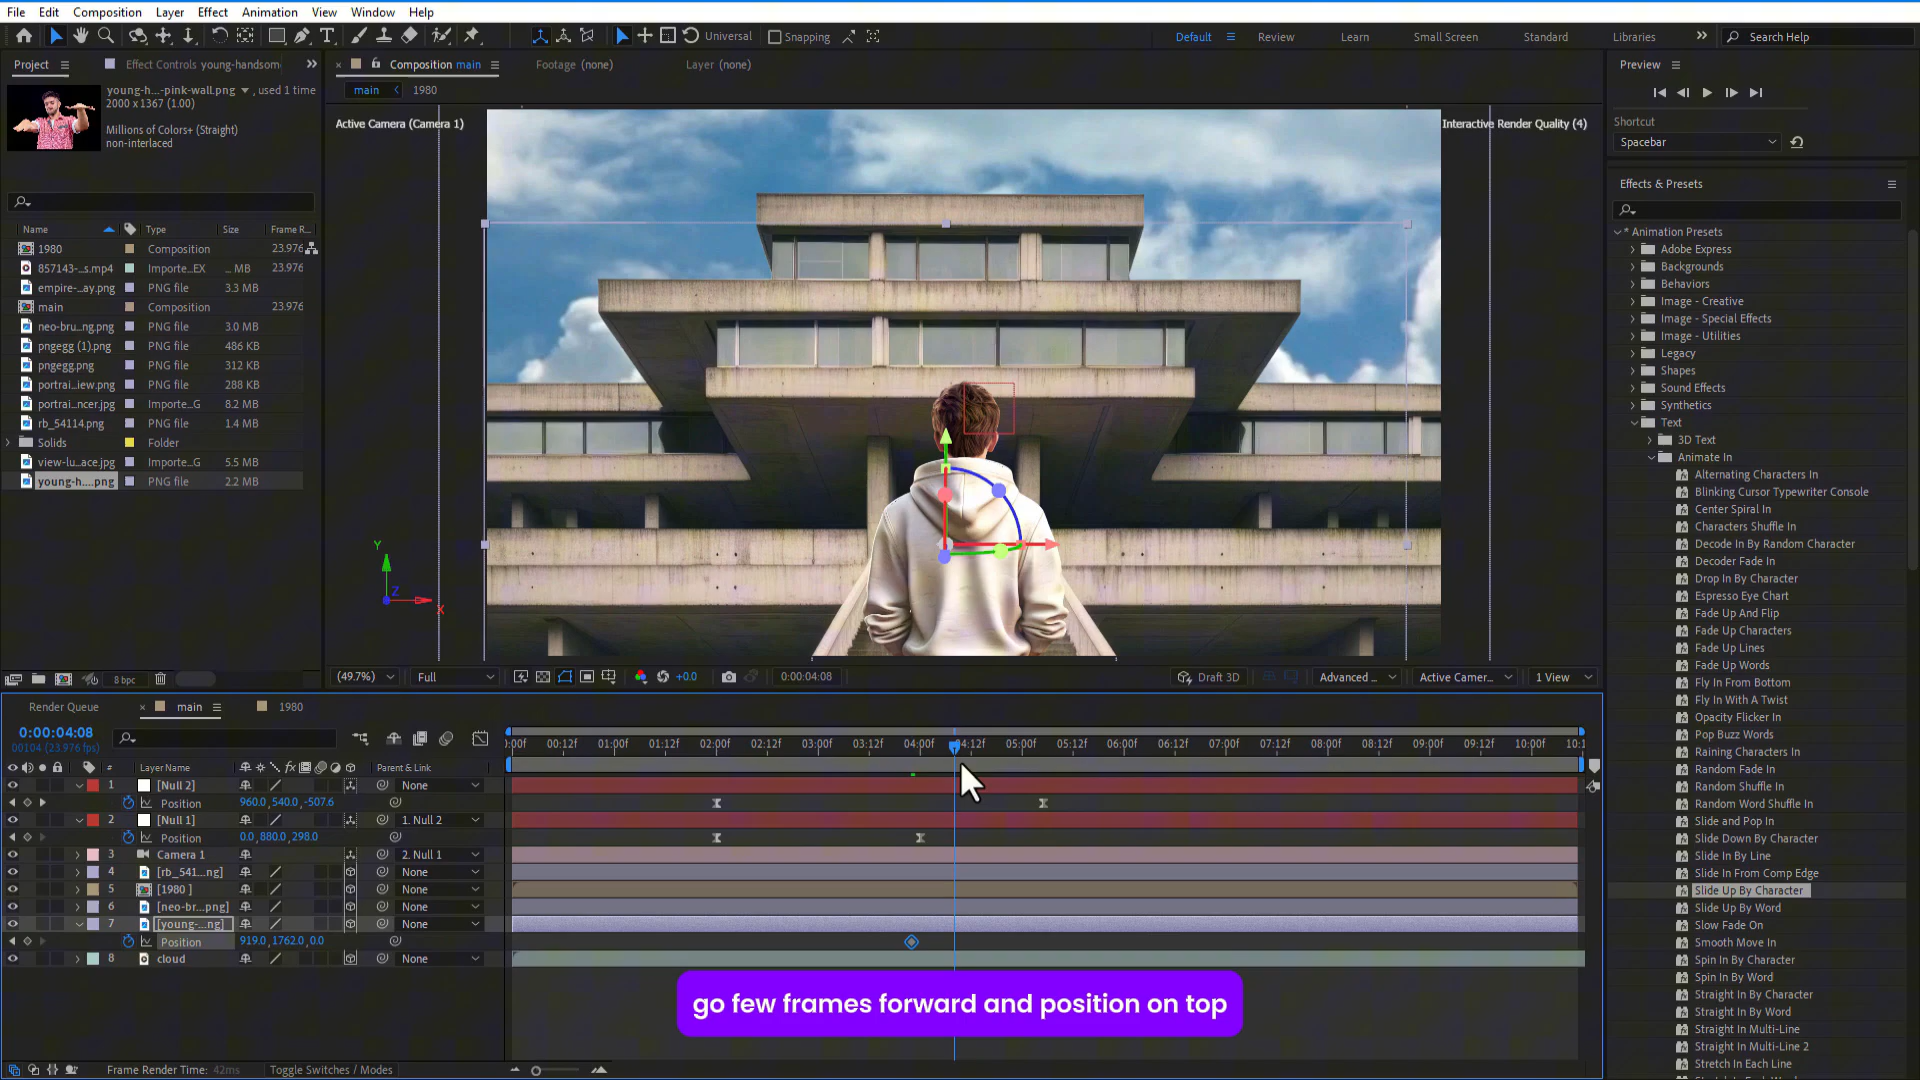 File Edit Composition Layer Effect Animation View Window Help
Universal Snapping Default Review Learn Small Screen Standard Libraries Search Help
Project Effect Controls young-handsom
young-h...-pink-wall.png , used 1 time
2000 x 1367 (1.00)
Millions of Colors+ (Straight)
non-interlaced
Name Type Size Frame R...
1980 Composition 23.976
857143-...s.mp4 Importe...EX ... MB 23.976
empire-...ay.png PNG file 3.3 MB
main Composition 23.976
neo-bru...ng.png PNG file 3.0 MB
pngegg (1).png PNG file 486 KB
pngegg.png PNG file 312 KB
portrai...iew.png PNG file 288 KB
portrai...ncer.jpg Importe...G 8.2 MB
rb_54114.png PNG file 1.4 MB
Solids Folder
view-lu...ace.jpg Importe...G 5.5 MB
young-h....png PNG file 2.2 MB
8 bpc
Composition main Footage (none) Layer (none)
main 1980
Active Camera (Camera 1) Interactive Render Quality (4)
Y
Z
X
(49.7%) Full +0.0 0:00:04:08 Draft 3D Advanced ... Active Camer... 1 View
Preview
Shortcut
Spacebar
Effects & Presets
* Animation Presets
Adobe Express
Backgrounds
Behaviors
Image - Creative
Image - Special Effects
Image - Utilities
Legacy
Shapes
Sound Effects
Synthetics
Text
3D Text
Animate In
Alternating Characters In
Blinking Cursor Typewriter Console
Center Spiral In
Characters Shuffle In
Decode In By Random Character
Decoder Fade In
Drop In By Character
Espresso Eye Chart
Fade Up And Flip
Fade Up Characters
Fade Up Lines
Fade Up Words
Fly In From Bottom
Fly In With A Twist
Opacity Flicker In
Pop Buzz Words
Raining Characters In
Random Fade In
Random Shuffle In
Random Word Shuffle In
Slide and Pop In
Slide Down By Character
Slide In By Line
Slide In From Comp Edge
Slide Up By Character
Slide Up By Word
Slow Fade On
Smooth Move In
Spin In By Character
Spin In By Word
Straight In By Character
Straight In By Word
Straight In Multi-Line
Straight In Multi-Line 2
Stretch In Each Line
Render Queue main 1980
0:00:04:08
00104 (23.976 fps)
:00f 00:12f 01:00f 01:12f 02:00f 02:12f 03:00f 03:12f 04:00f 04:12f 05:00f 05:12f 06:00f 06:12f 07:00f 07:12f 08:00f 08:12f 09:00f 09:12f 10:00f 10:1
# Layer Name fx Parent & Link
1 [Null 2] None
Position 960.0,540.0,-507.6
2 [Null 1] 1. Null 2
Position 0.0,880.0,298.0
3 Camera 1 2. Null 1
4 [rb_541...ng] None
5 [1980 ] None
6 [neo-br...png] None
7 [young-...ng] None
Position 919.0,1762.0,0.0
8 cloud None
go few frames forward and position on top
Frame Render Time: 42ms Toggle Switches / Modes